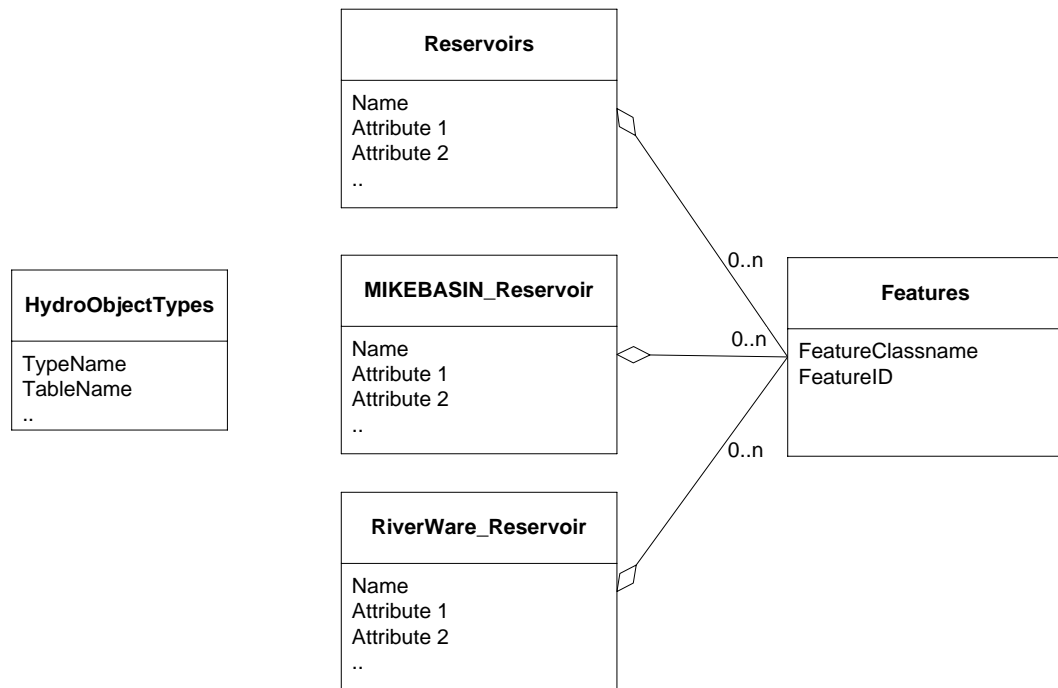 Reservoirs
Name
Attribute 1
Attribute 2
..
0..n
HydroObjectTypes
TypeName
TableName
..
MIKEBASIN_Reservoir
Name
Attribute 1
Attribute 2
..
0..n
Features
FeatureClassname
FeatureID
0..n
RiverWare_Reservoir
Name
Attribute 1
Attribute 2
..